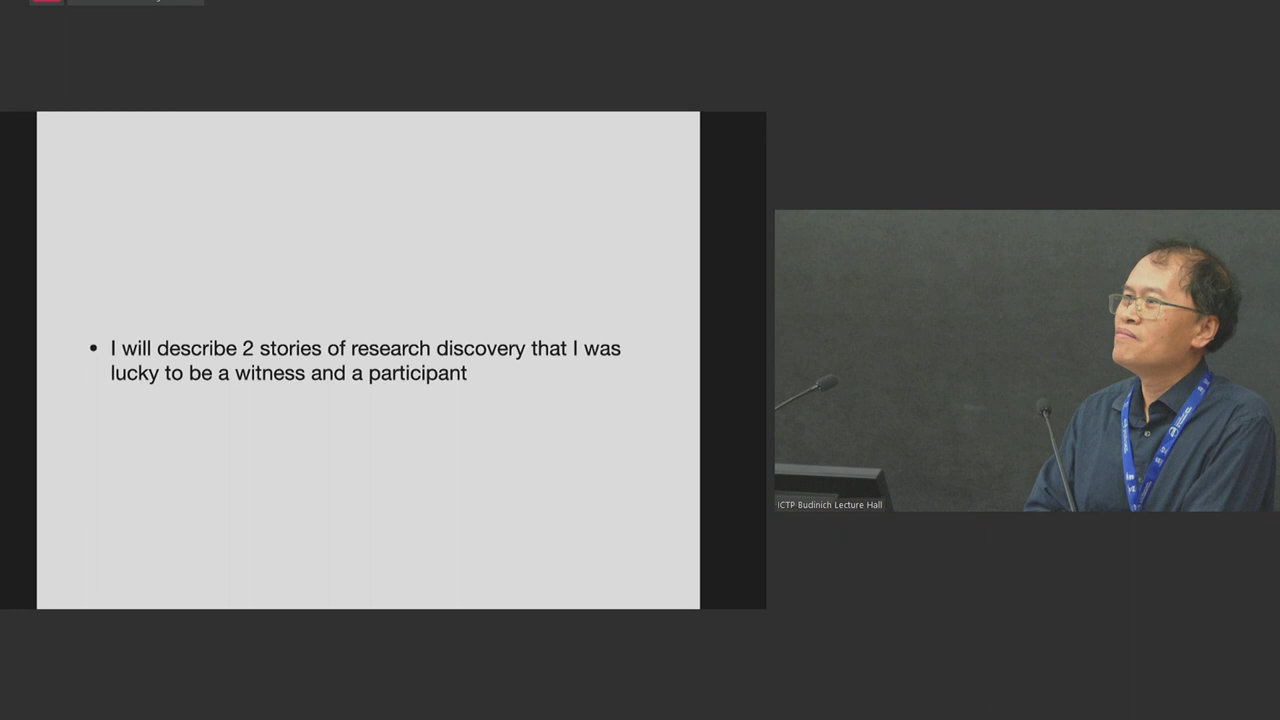 • I will describe 2 stories of research discovery that I was
lucky to be a witness and a participant
ICTP Budinich Lecture Hall